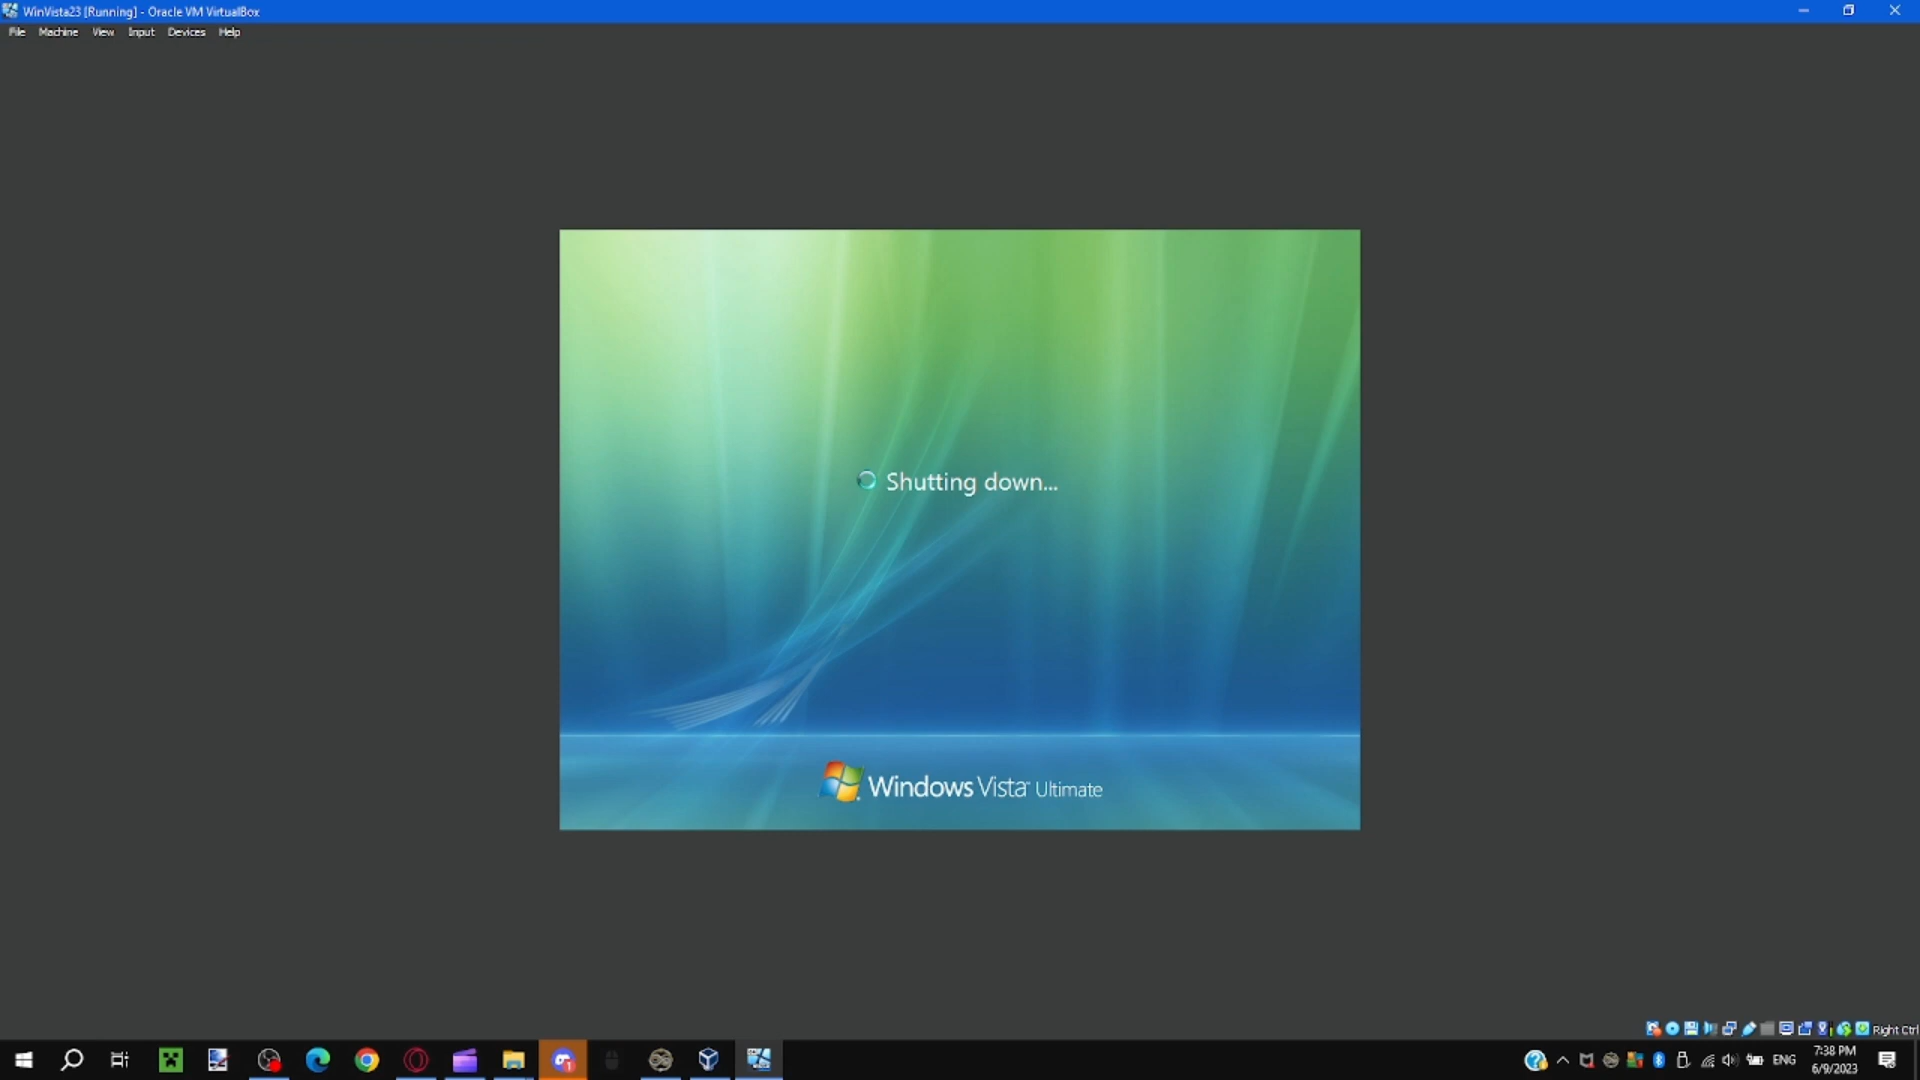 WinVista23 [Running] - Oracle VM VirtualBox
File Machine View Input Devices Help
Shutting down...
Windows Vista™ Ultimate
Right Ctrl
ENG
7:38 PM
6/9/2023